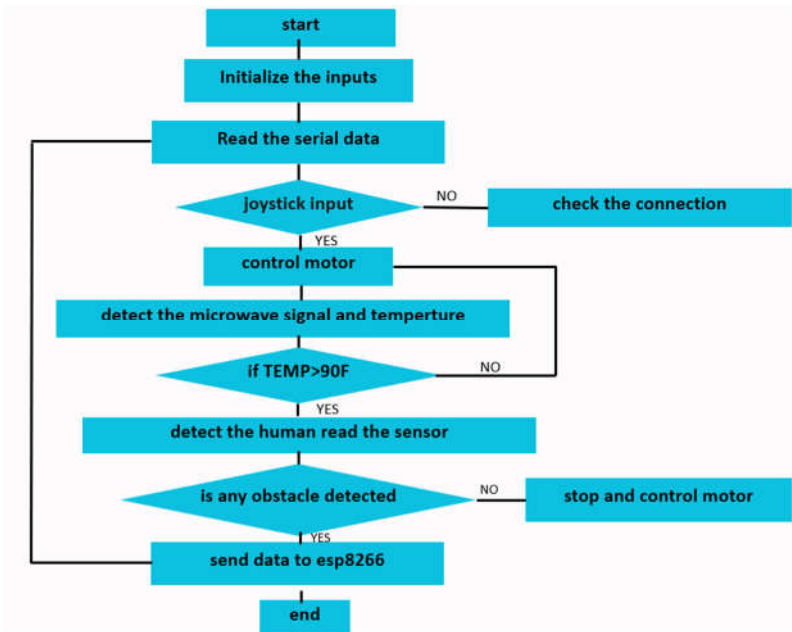 start
Initialize the inputs
Read the serial data
joystick input
NO
check the connection
YES
control motor
detect the microwave signal and temperture
if TEMP>90F
NO
YES
detect the human read the sensor
is any obstacle detected
NO
stop and control motor
YES
send data to esp8266
end